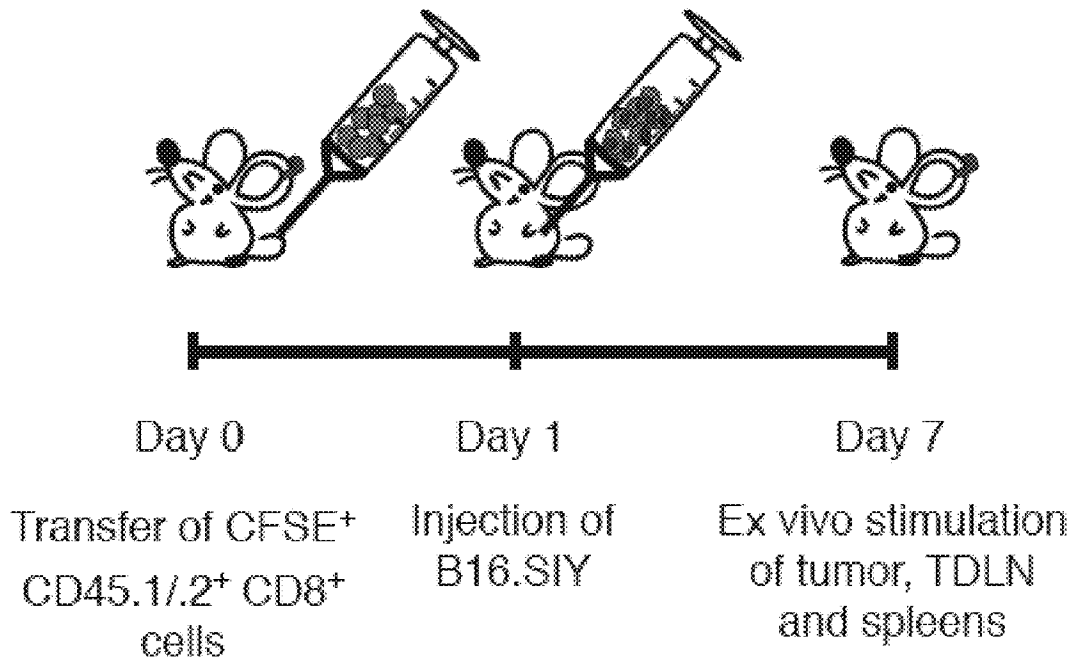 Day 0
Transfer of CFSE⁺
CD45.1/.2⁺ CD8⁺
cells
Day 1
Injection of
B16.SIY
Day 7
Ex vivo stimulation
of tumor, TDLN
and spleens